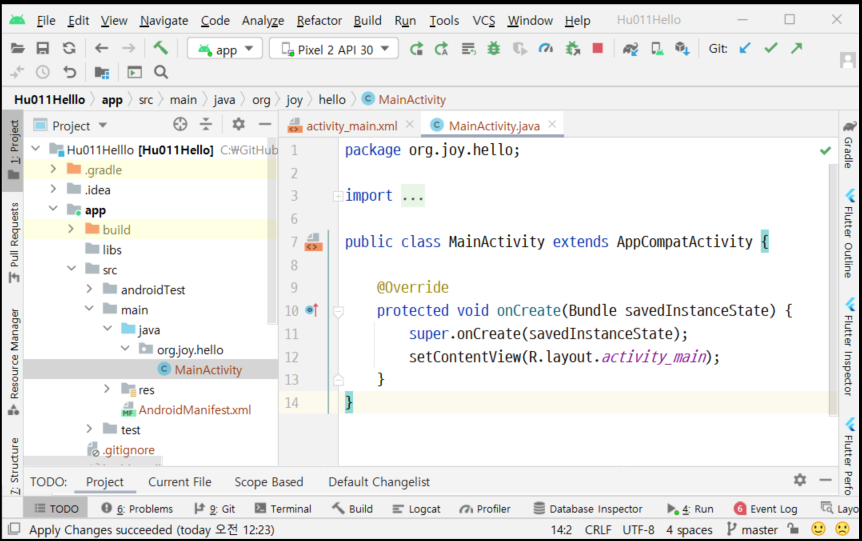 File Edit View Navigate Code Analyze Refactor Build Run Tools VCS Window Help Hu011Hello
app Pixel 2 API 30 Git:
Hu011Helllo app src main java org joy hello MainActivity
Project activity_main.xml MainActivity.java
Hu011Helllo [Hu011Helllo] C:₩GitHub
.gradle
.idea
app
build
libs
src
androidTest
main
java
org.joy.hello
MainActivity
res
AndroidManifest.xml
test
.gitignore
1 package org.joy.hello;
2
3 import ...
6
7 public class MainActivity extends AppCompatActivity {
8
9 @Override
10 protected void onCreate(Bundle savedInstanceState) {
11 super.onCreate(savedInstanceState);
12 setContentView(R.layout.activity_main);
13 }
14 }
1: Project
Pull Requests
Resource Manager
Z: Structure
Gradle
Flutter Outline
Flutter Inspector
Flutter Perfo
TODO: Project Current File Scope Based Default Changelist
TODO 6: Problems 9: Git Terminal Build Logcat Profiler Database Inspector 4: Run 6 Event Log Layo
Apply Changes succeeded (today 오전 12:23) 14:2 CRLF UTF-8 4 spaces master